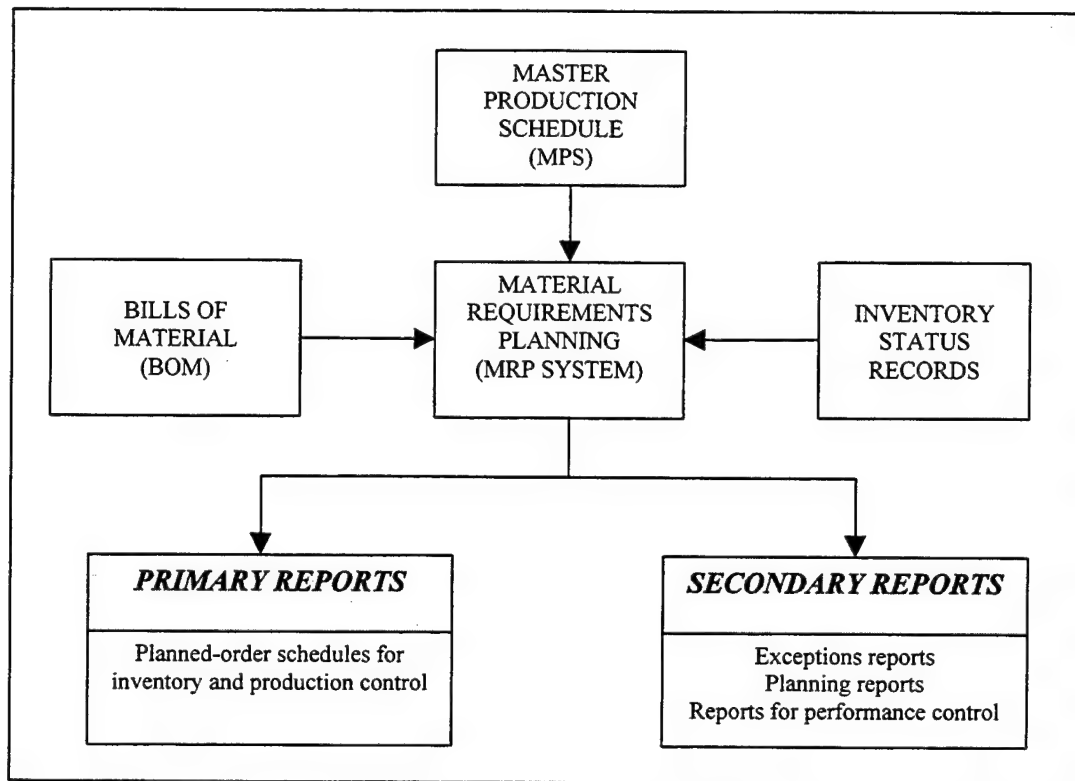 MASTER
PRODUCTION
SCHEDULE
(MPS)
BILLS OF
MATERIAL
(BOM)
MATERIAL
REQUIREMENTS
PLANNING
(MRP SYSTEM)
INVENTORY
STATUS
RECORDS
PRIMARY REPORTS
Planned-order schedules for
inventory and production control
SECONDARY REPORTS
Exceptions reports
Planning reports
Reports for performance control